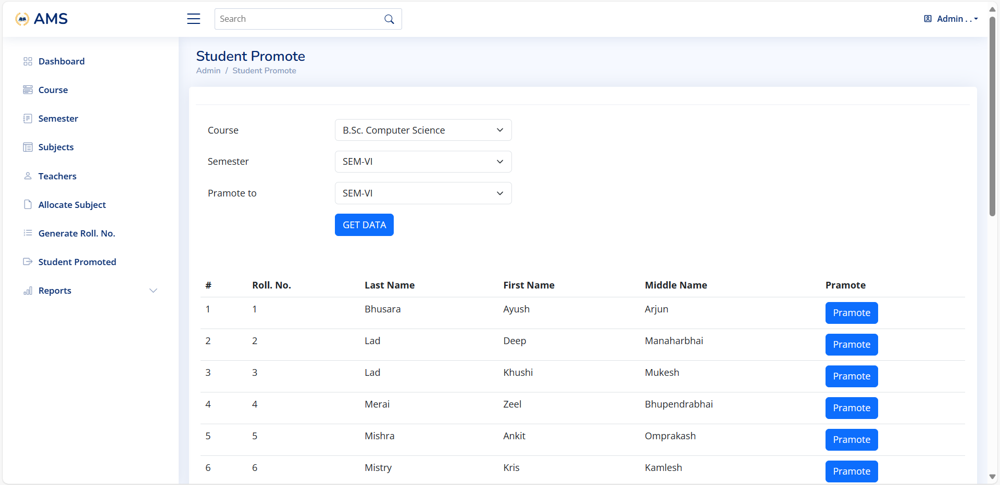 AMS
Search
Admin . .
Dashboard
Course
Semester
Subjects
Teachers
Allocate Subject
Generate Roll. No.
Student Promoted
Reports
Student Promote
Admin / Student Promote
Course B.Sc. Computer Science
Semester SEM-VI
Pramote to SEM-VI
GET DATA
# Roll. No. Last Name First Name Middle Name Pramote
1 1 Bhusara Ayush Arjun Pramote
2 2 Lad Deep Manaharbhai Pramote
3 3 Lad Khushi Mukesh Pramote
4 4 Merai Zeel Bhupendrabhai Pramote
5 5 Mishra Ankit Omprakash Pramote
6 6 Mistry Kris Kamlesh Pramote